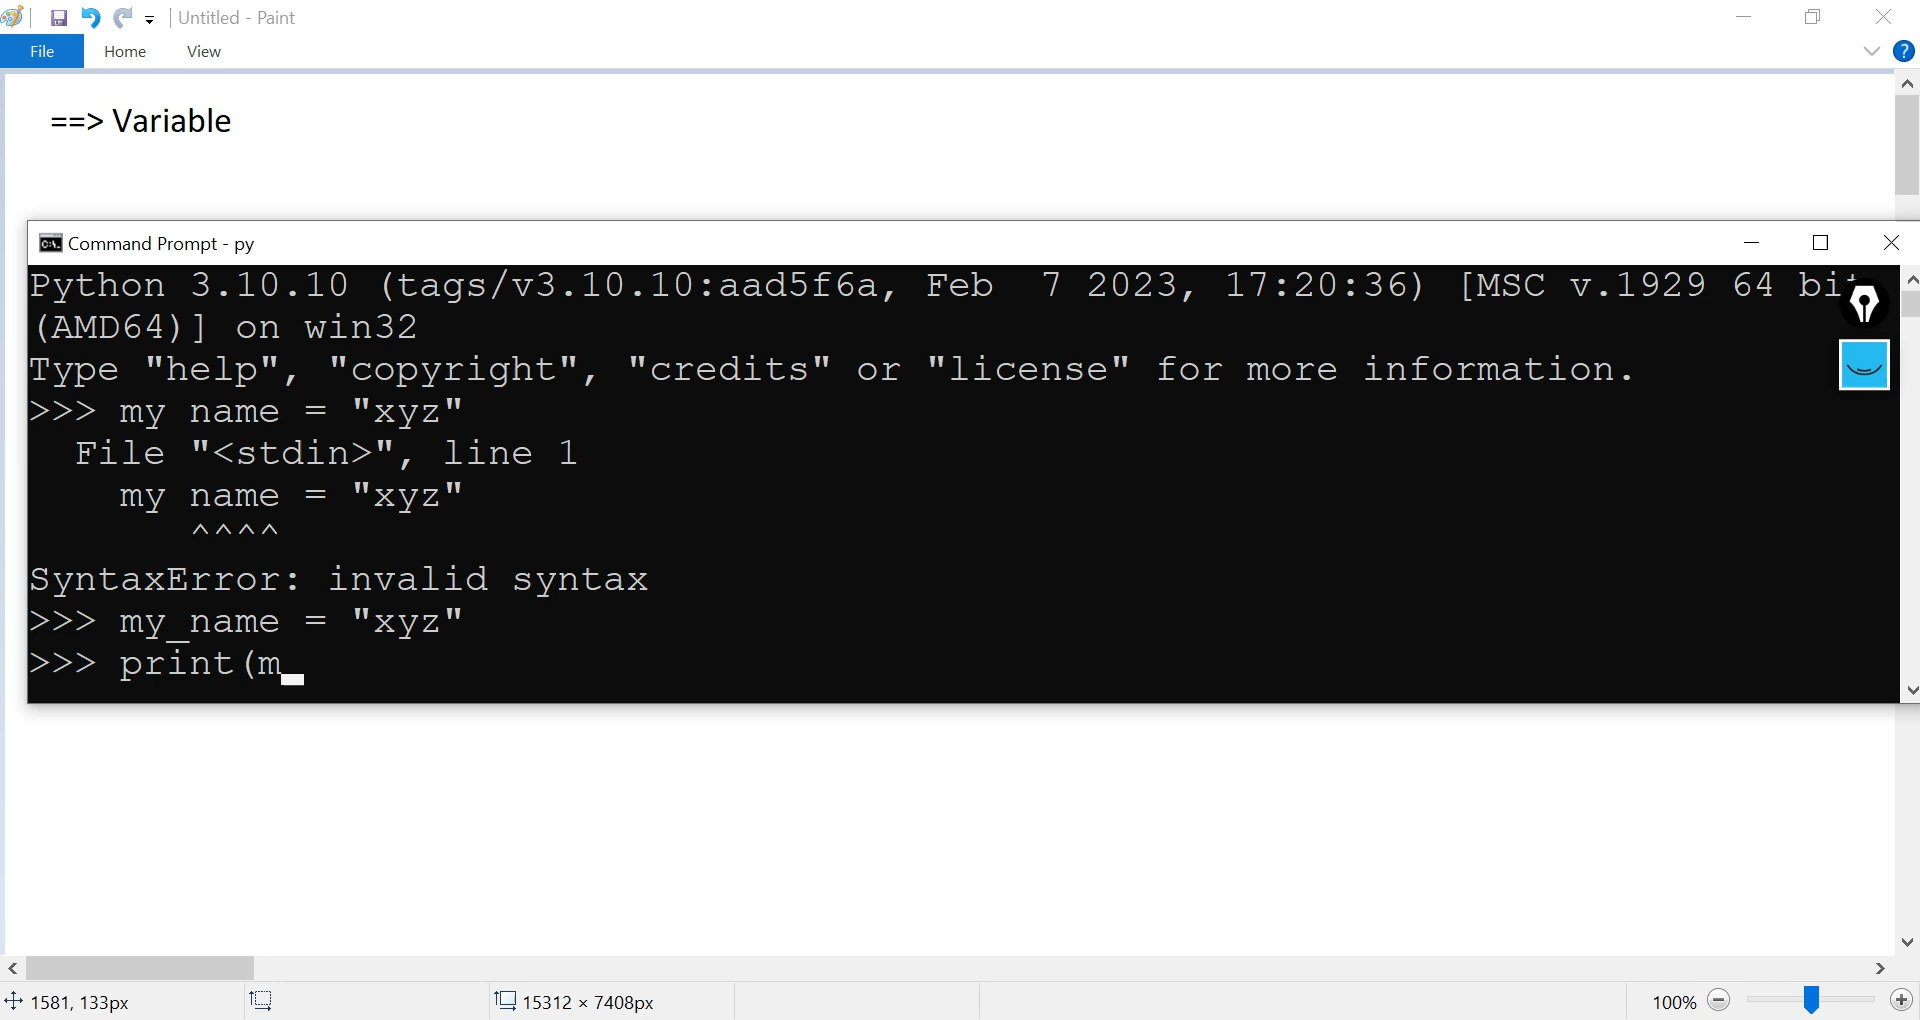 Untitled - Paint
File Home View
==> Variable
Command Prompt - py
Python 3.10.10 (tags/v3.10.10:aad5f6a, Feb  7 2023, 17:20:36) [MSC v.1929 64 bit
(AMD64)] on win32
Type "help", "copyright", "credits" or "license" for more information.
>>> my name = "xyz"
  File "<stdin>", line 1
    my name = "xyz"
       ^^^^
SyntaxError: invalid syntax
>>> my_name = "xyz"
>>> print(m
1581, 133px 15312 × 7408px 100%